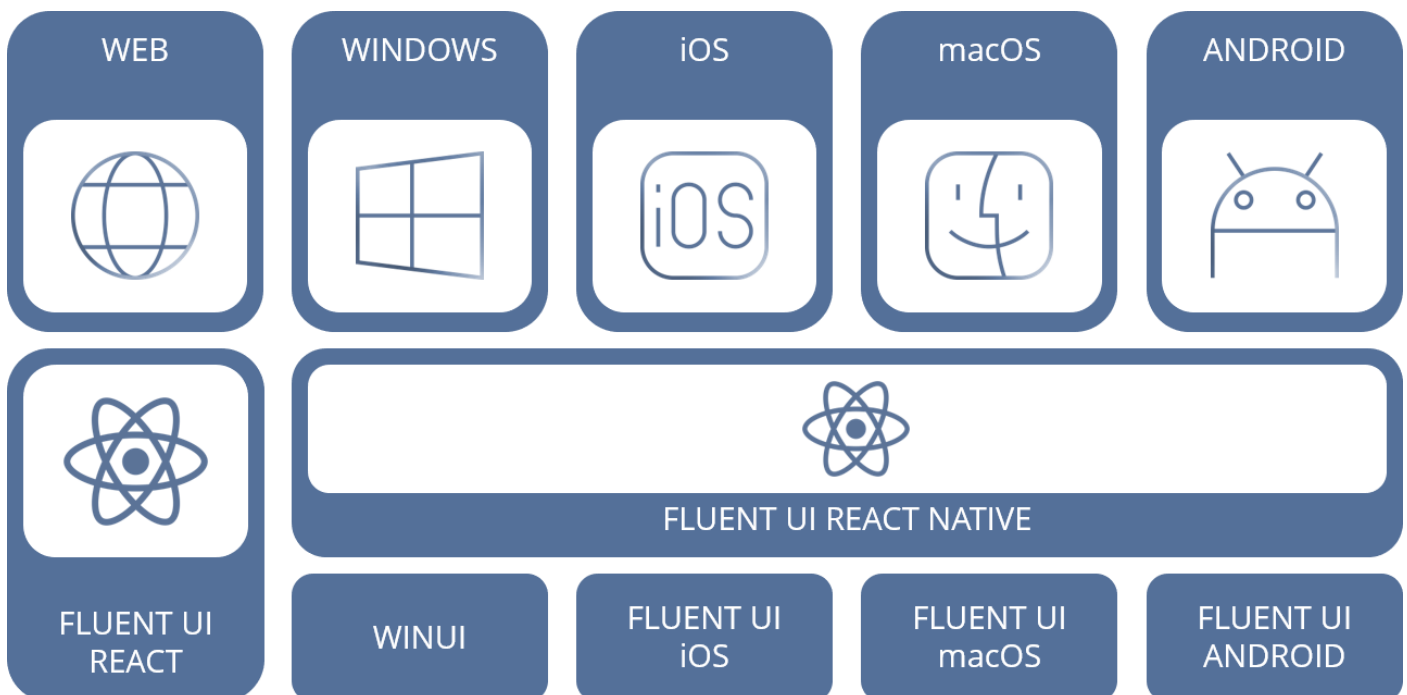 WEB
WINDOWS
iOS
macOS
ANDROID
iOS
FLUENT UI REACT NATIVE
FLUENT UI
REACT
WINUI
FLUENT UI
iOS
FLUENT UI
macOS
FLUENT UI
ANDROID